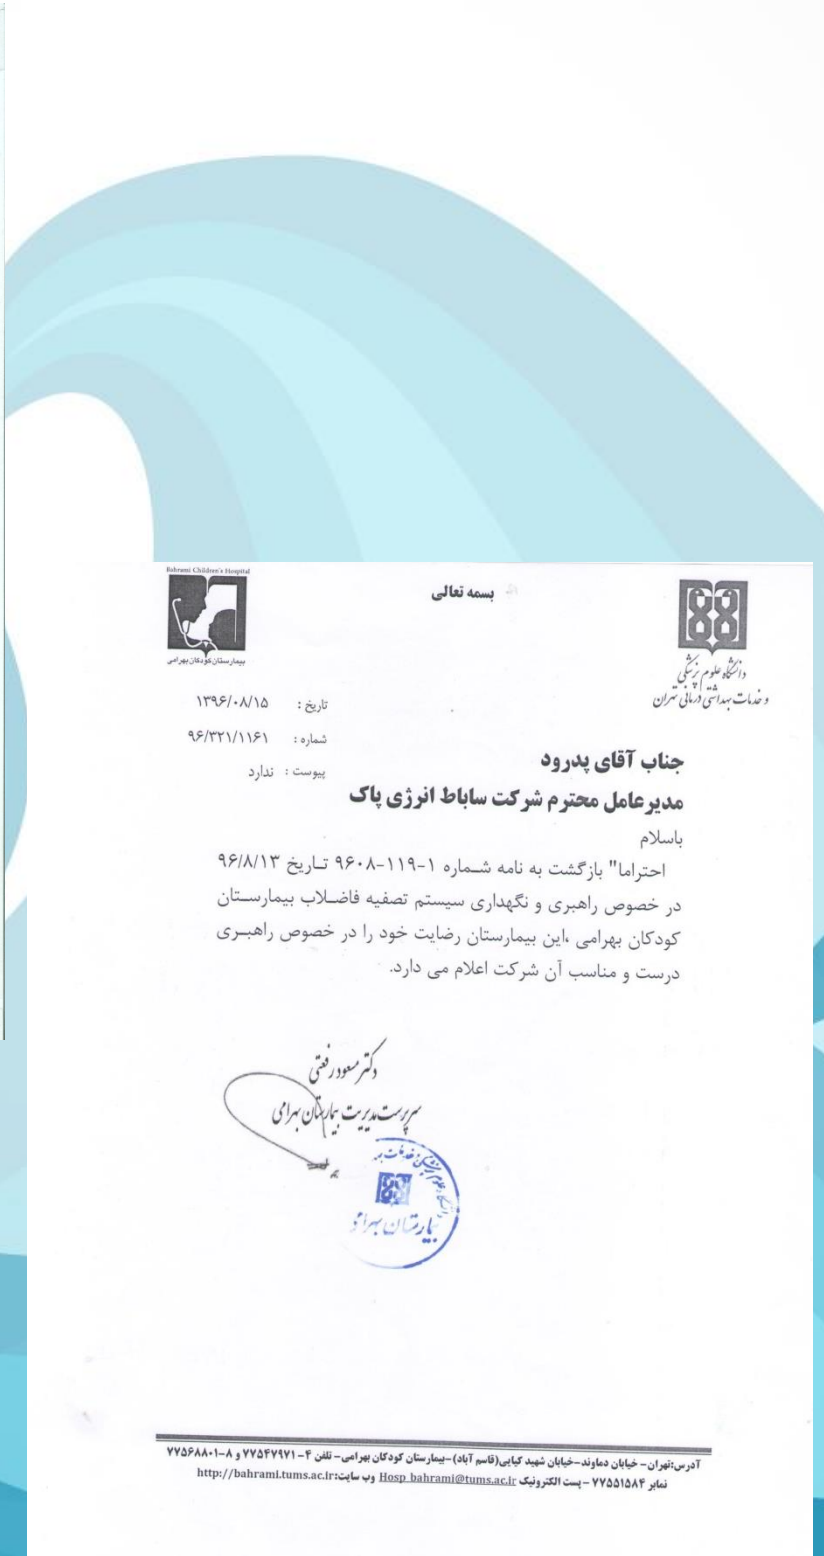 Bahrami Children's Hospital
بیمارستان کودکان بهرامی
بسمه تعالی
دانشگاه علوم پزشکی
و خدمات بهداشتی درمانی تهران
تاریخ : ۱۳۹۶/۰۸/۱۵
شماره : ۹۶/۳۲۱/۱۱۶۱
پیوست : ندارد
جناب آقای پدرود
مدیرعامل محترم شرکت ساباط انرژی پاک
باسلام
احتراما" بازگشت به نامه شماره ۱-۱۱۹-۹۶۰۸ تاریخ ۹۶/۸/۱۳
در خصوص راهبری و نگهداری سیستم تصفیه فاضلاب بیمارستان
کودکان بهرامی ،این بیمارستان رضایت خود را در خصوص راهبری
درست و مناسب آن شرکت اعلام می دارد.
دکتر مسعود رفعتی
سرپرست مدیریت بیمارستان بهرامی
بیمارستان بهرامی
آدرس:تهران- خیابان دماوند-خیابان شهید کیایی(قاسم آباد)-بیمارستان کودکان بهرامی- تلفن ۴- ۷۷۵۴۷۹۷۱ و ۸-۷۷۵۶۸۸۰۱
نمابر ۷۷۵۵۱۵۸۴ - پست الکترونیک Hosp_bahrami@tums.ac.ir وب سایت:http://bahrami.tums.ac.ir